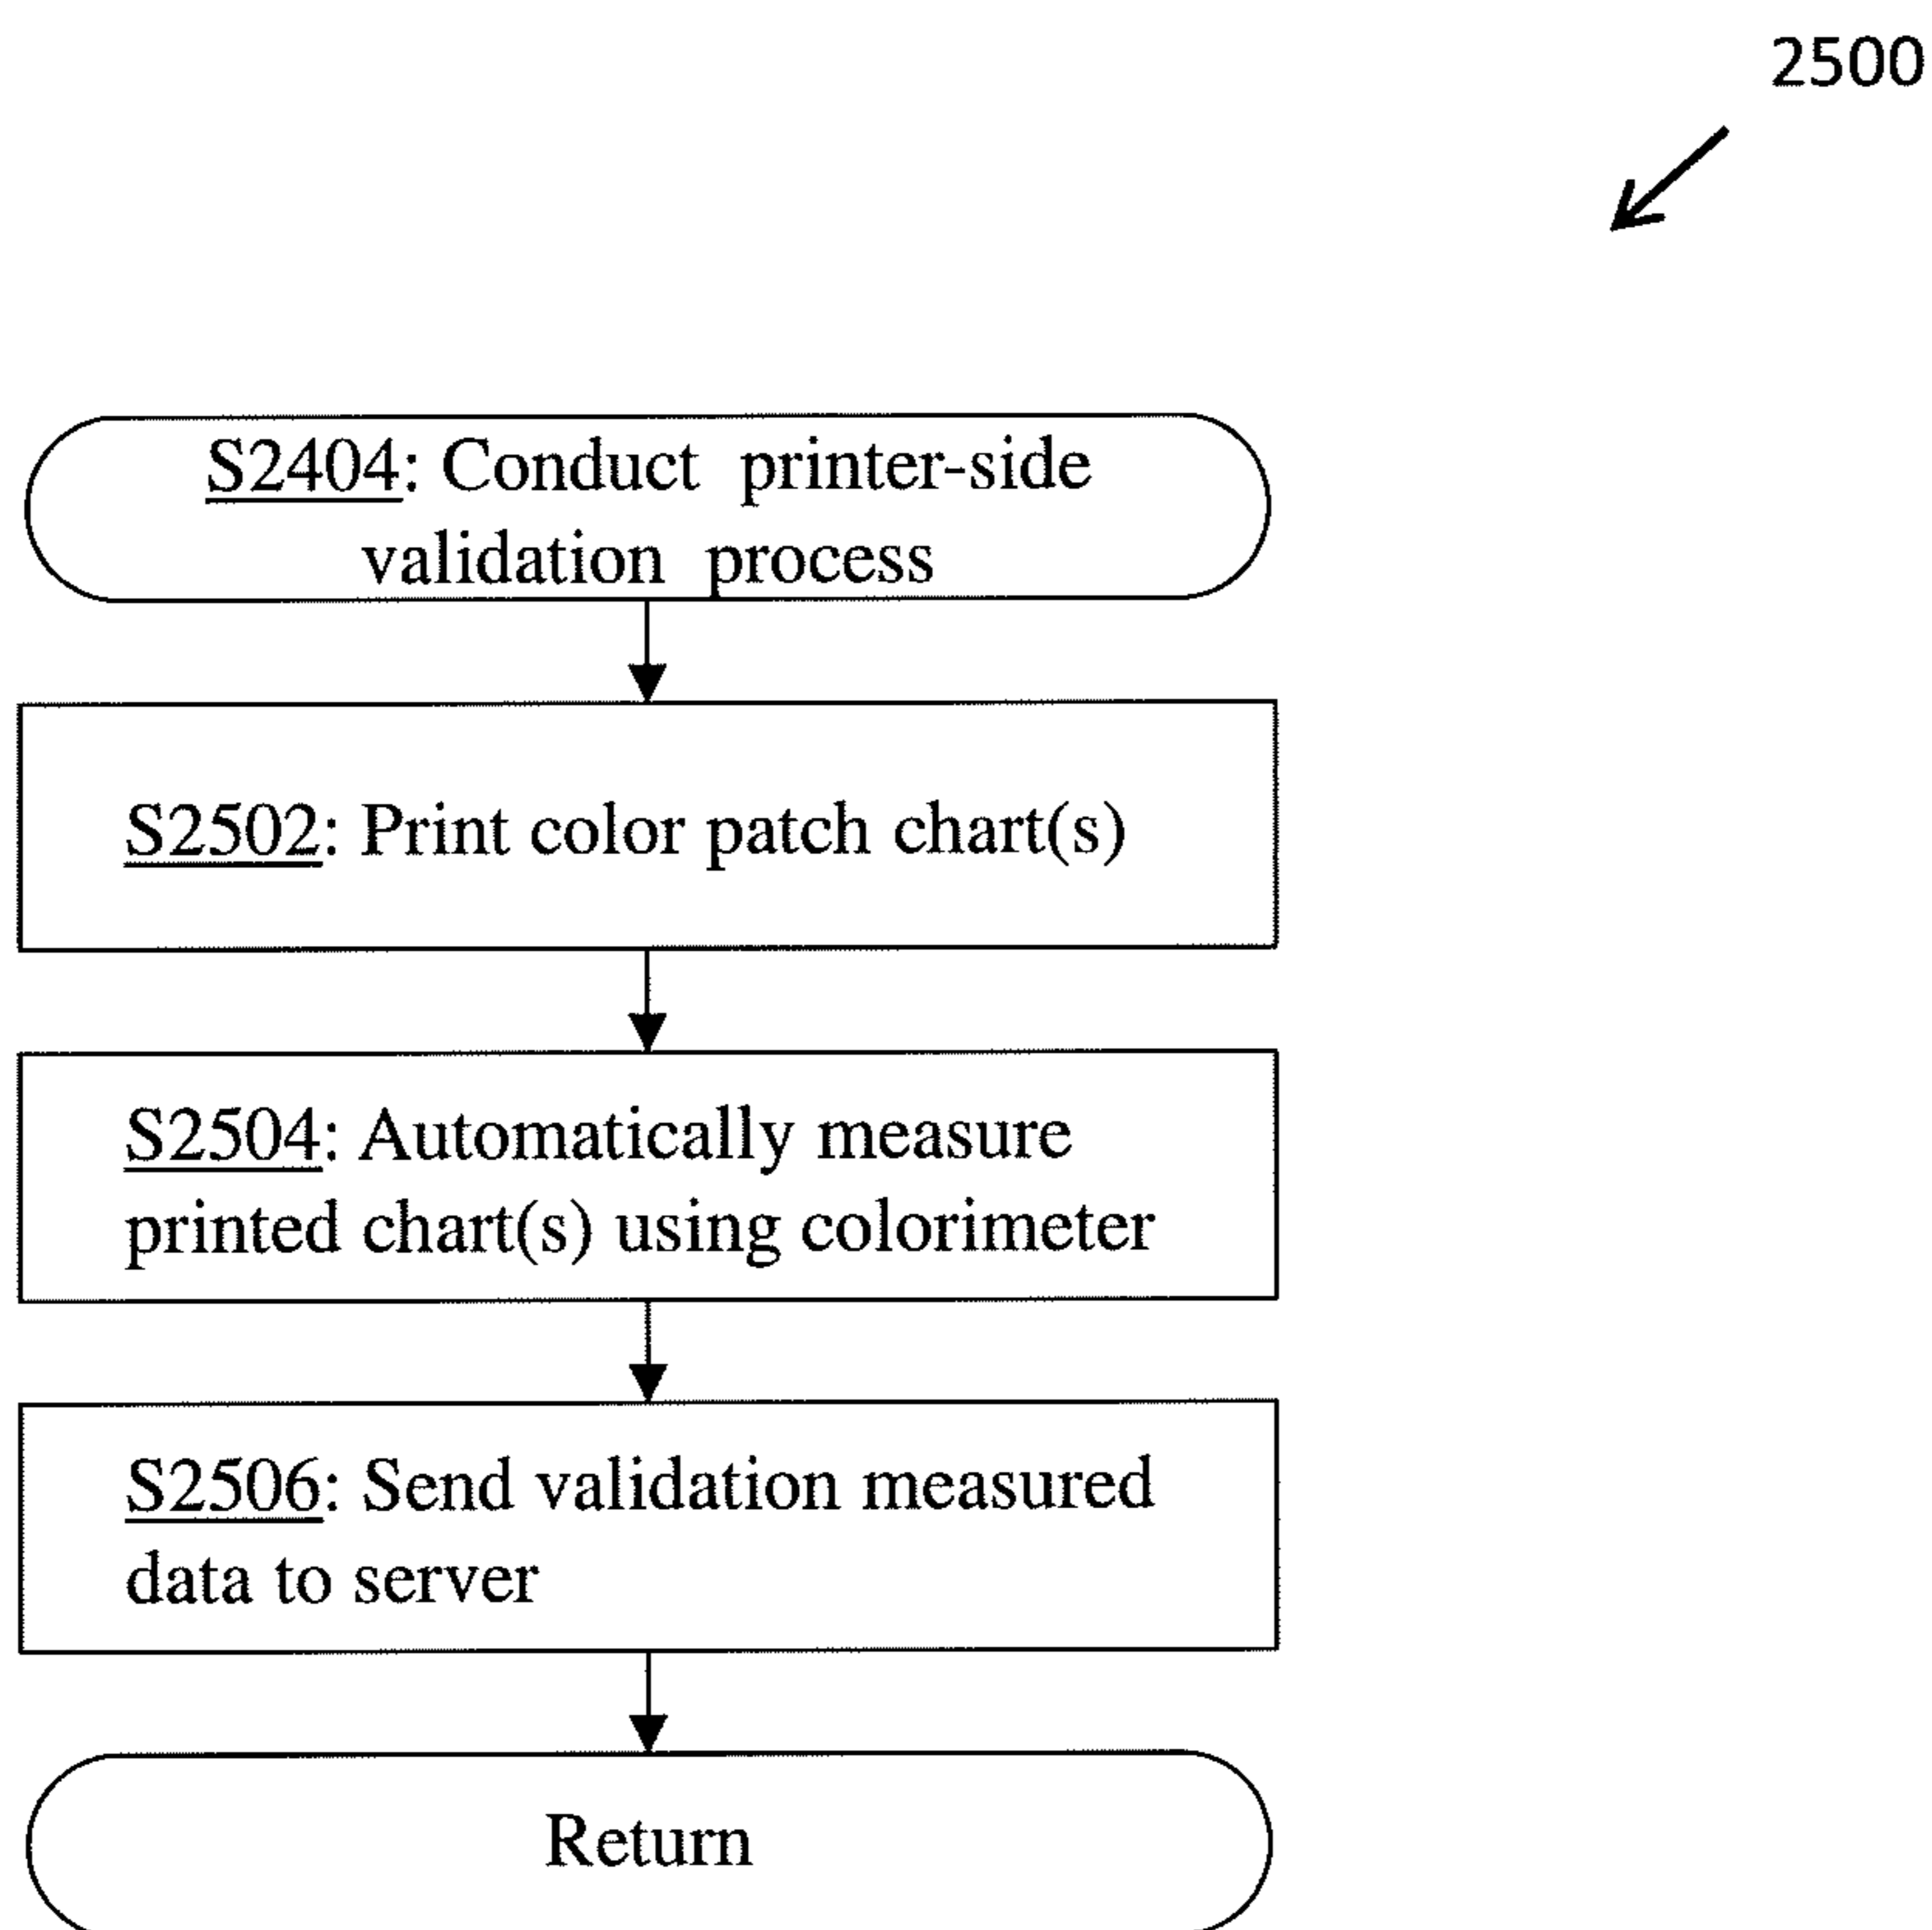 2500
S2404: Conduct printer-side
validation process
S2502: Print color patch chart(s)
S2504: Automatically measure
printed chart(s) using colorimeter
S2506: Send validation measured
data to server
Return